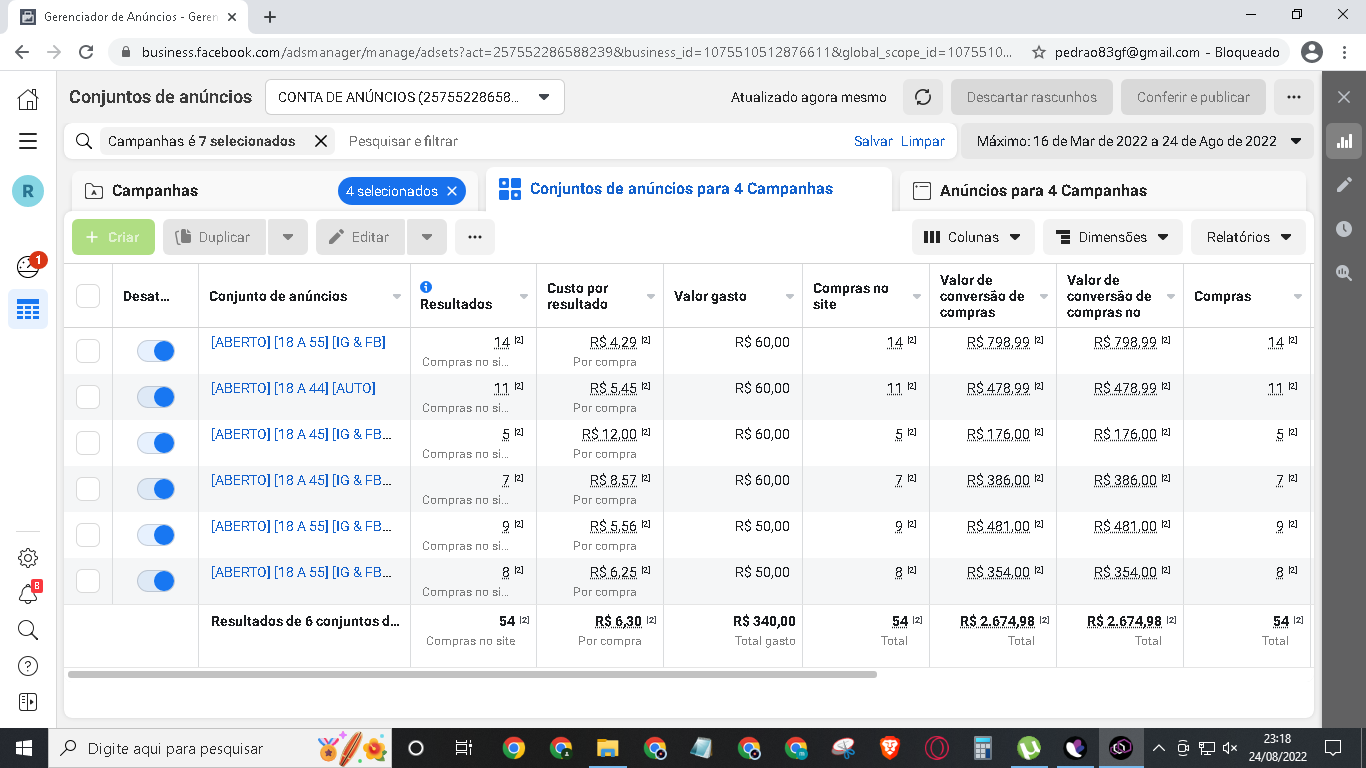 Gerenciador de Anúncios - Geren
business.facebook.com/adsmanager/manage/adsets?act=257552286588239&business_id=1075510512876611&global_scope_id=1075510...
pedrao83gf@gmail.com - Bloqueado
Conjuntos de anúncios
CONTA DE ANÚNCIOS (25755228658...
Atualizado agora mesmo
Descartar rascunhos
Conferir e publicar
Campanhas é 7 selecionados
Pesquisar e filtrar
Salvar Limpar
Máximo: 16 de Mar de 2022 a 24 de Ago de 2022
R
1
8
Campanhas
4 selecionados
Conjuntos de anúncios para 4 Campanhas
Anúncios para 4 Campanhas
+ Criar
Duplicar
Editar
Colunas
Dimensões
Relatórios
Desat...
Conjunto de anúncios
Resultados
Custo por resultado
Valor gasto
Compras no site
Valor de conversão de compras
Valor de conversão de compras no
Compras
[ABERTO] [18 A 55] [IG & FB] 14 [2] R$ 4,29 [2] R$ 60,00 14 [2] R$ 798,99 [2] R$ 798,99 [2] 14 [2]
Compras no si... Por compra
[ABERTO] [18 A 44] [AUTO] 11 [2] R$ 5,45 [2] R$ 60,00 11 [2] R$ 478,99 [2] R$ 478,99 [2] 11 [2]
Compras no si... Por compra
[ABERTO] [18 A 45] [IG & FB... 5 [2] R$ 12,00 [2] R$ 60,00 5 [2] R$ 176,00 [2] R$ 176,00 [2] 5 [2]
Compras no si... Por compra
[ABERTO] [18 A 45] [IG & FB... 7 [2] R$ 8,57 [2] R$ 60,00 7 [2] R$ 386,00 [2] R$ 386,00 [2] 7 [2]
Compras no si... Por compra
[ABERTO] [18 A 55] [IG & FB... 9 [2] R$ 5,56 [2] R$ 50,00 9 [2] R$ 481,00 [2] R$ 481,00 [2] 9 [2]
Compras no si... Por compra
[ABERTO] [18 A 55] [IG & FB... 8 [2] R$ 6,25 [2] R$ 50,00 8 [2] R$ 354,00 [2] R$ 354,00 [2] 8 [2]
Compras no si... Por compra
Resultados de 6 conjuntos d... 54 [2] R$ 6,30 [2] R$ 340,00 54 [2] R$ 2.674,98 [2] R$ 2.674,98 [2] 54 [2]
Compras no site Por compra Total gasto Total Total Total Total
Digite aqui para pesquisar
23:18
24/08/2022